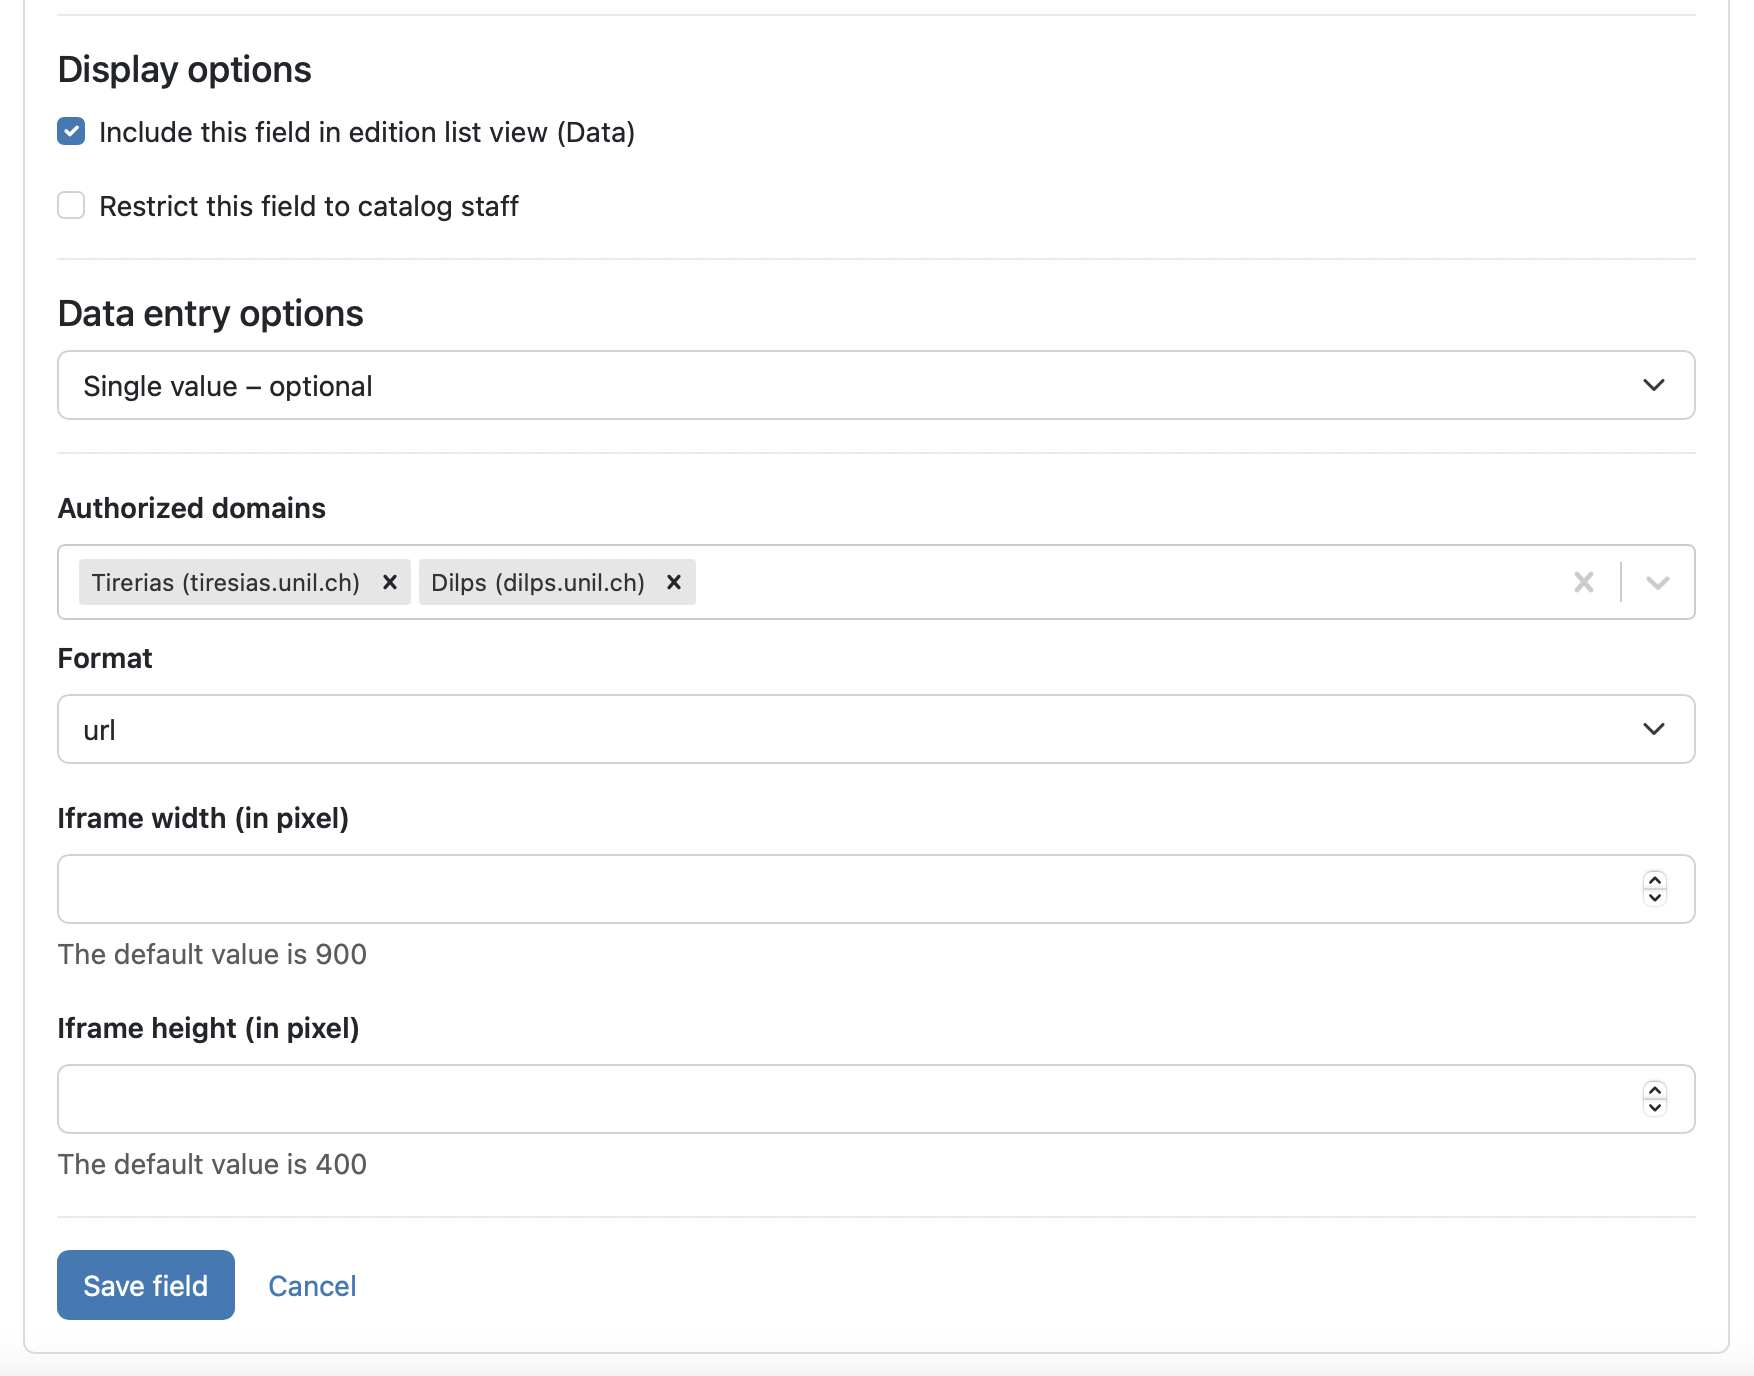 Display options
Include this field in edition list view (Data)
Restrict this field to catalog staff
Data entry options
Single value – optional
Authorized domains
Tirerias (tiresias.unil.ch) Dilps (dilps.unil.ch)
Format
url
Iframe width (in pixel)
The default value is 900
Iframe height (in pixel)
The default value is 400
Save field Cancel